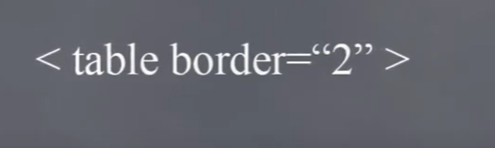 < table border=“2” >